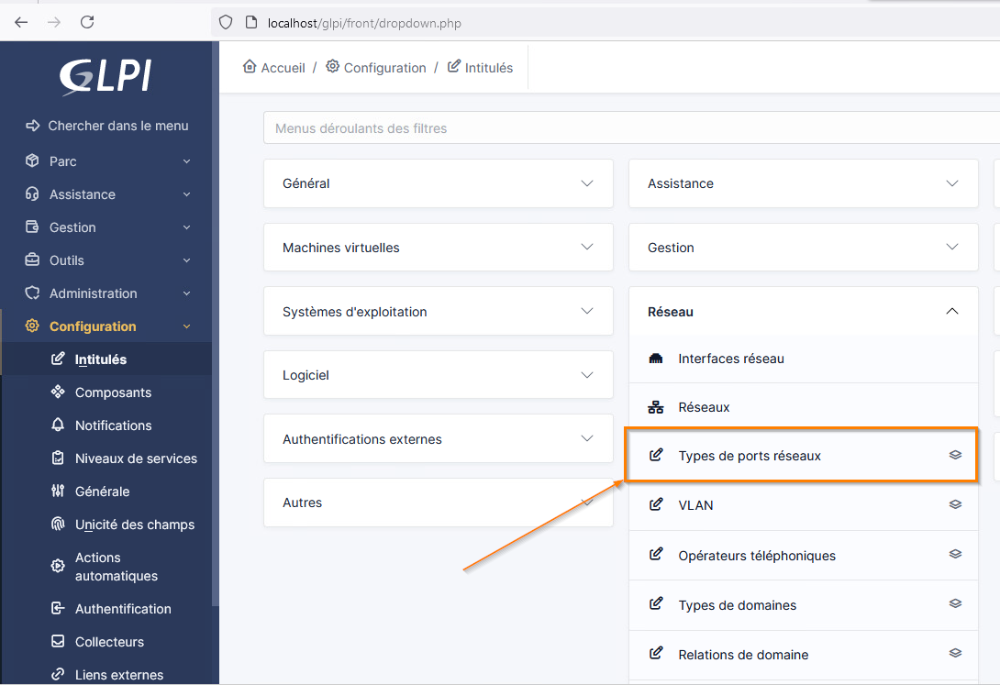 localhost/glpi/front/dropdown.php
GLPI
Chercher dans le menu
Parc
Assistance
Gestion
Outils
Administration
Configuration
Intitulés
Composants
Notifications
Niveaux de services
Générale
Unicité des champs
Actions
automatiques
Authentification
Collecteurs
Liens externes
Accueil / Configuration / Intitulés
Menus déroulants des filtres
Général
Machines virtuelles
Systèmes d'exploitation
Logiciel
Authentifications externes
Autres
Assistance
Gestion
Réseau
Interfaces réseau
Réseaux
Types de ports réseaux
VLAN
Opérateurs téléphoniques
Types de domaines
Relations de domaine